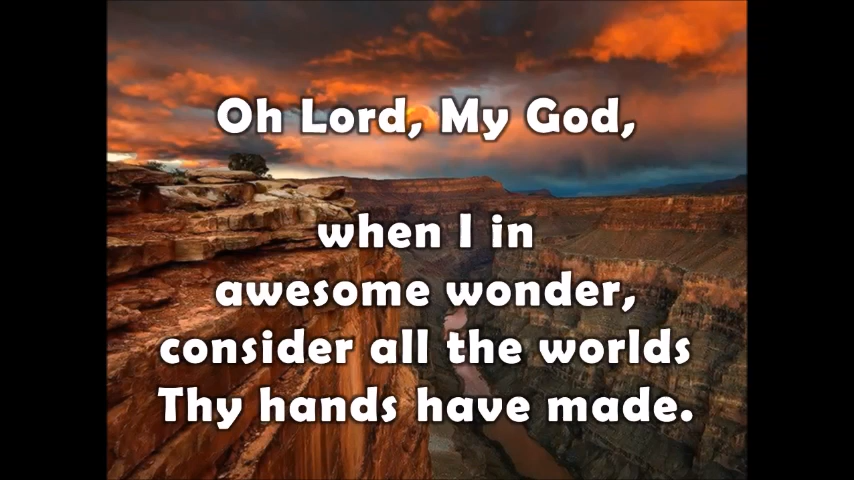 Oh Lord, My God,
when I in
awesome wonder,
consider all the worlds
Thy hands have made.